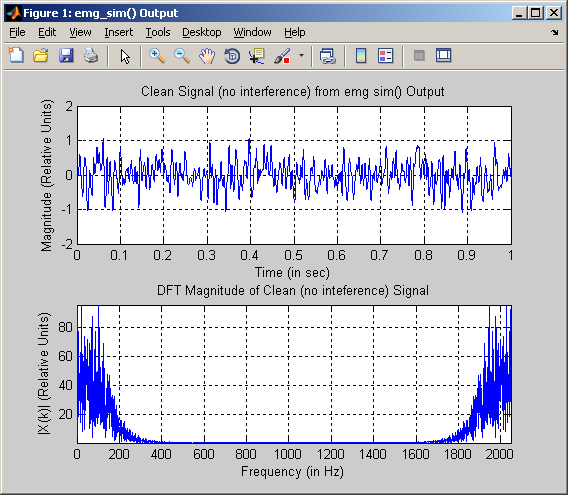 Figure 1: emg_sim() Output
File Edit View Insert Tools Desktop Window Help
Clean Signal (no interference) from emg sim() Output
Magnitude (Relative Units)
2
1
0
-1
-2
0 0.1 0.2 0.3 0.4 0.5 0.6 0.7 0.8 0.9 1
Time (in sec)
DFT Magnitude of Clean (no inteference) Signal
|X(k)| (Relative Units)
80
60
40
20
0 200 400 600 800 1000 1200 1400 1600 1800 2000
Frequency (in Hz)